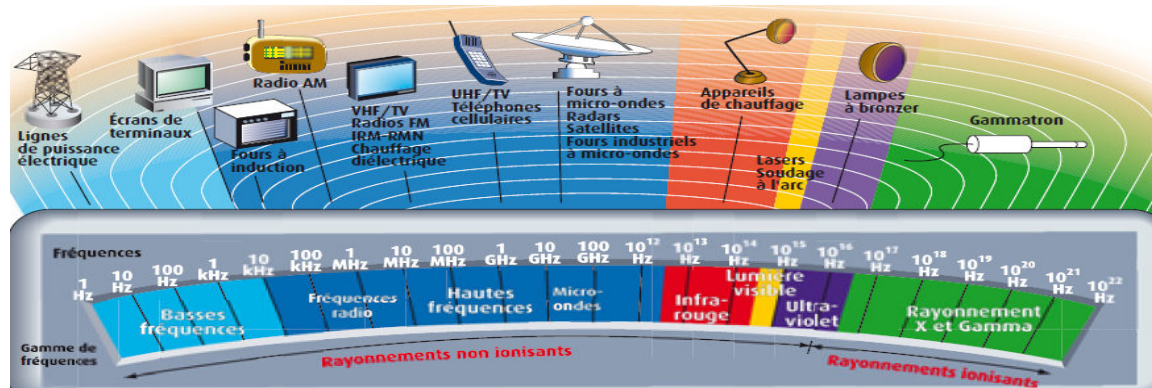 Lignes
de puissance
électrique
Écrans de
terminaux
Radio AM
Fours à
induction
VHF/TV
Radios FM
IRM-RMN
Chauffage
diélectrique
UHF/TV
Téléphones
cellulaires
Fours à
micro-ondes
Radars
Satellites
Fours industriels
à micro-ondes
Appareils
de chauffage
Lasers
Soudage
à l'arc
Lampes
à bronzer
Gammatron
Fréquences
1
Hz
10
Hz
100
Hz
1
kHz
10
kHz
100
kHz
1
MHz
10
MHz
100
MHz
1
GHz
10
GHz
100
GHz
10¹²
Hz
10¹³
Hz
10¹⁴
Hz
10¹⁵
Hz
10¹⁶
Hz
10¹⁷
Hz
10¹⁸
Hz
10¹⁹
Hz
10²⁰
Hz
10²¹
Hz
10²²
Hz
Gamme de
fréquences
Basses
fréquences
Fréquences
radio
Hautes
fréquences
Micro-
ondes
Infra-
rouge
Lumière
visible
Ultra-
violet
Rayonnement
X et Gamma
Rayonnements non ionisants
Rayonnements ionisants